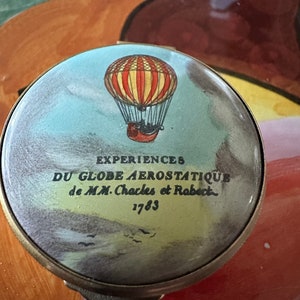 EXPERIENCES
DU GLOBE AEROSTATIQUE
de M.M. Charles et Robert
1783